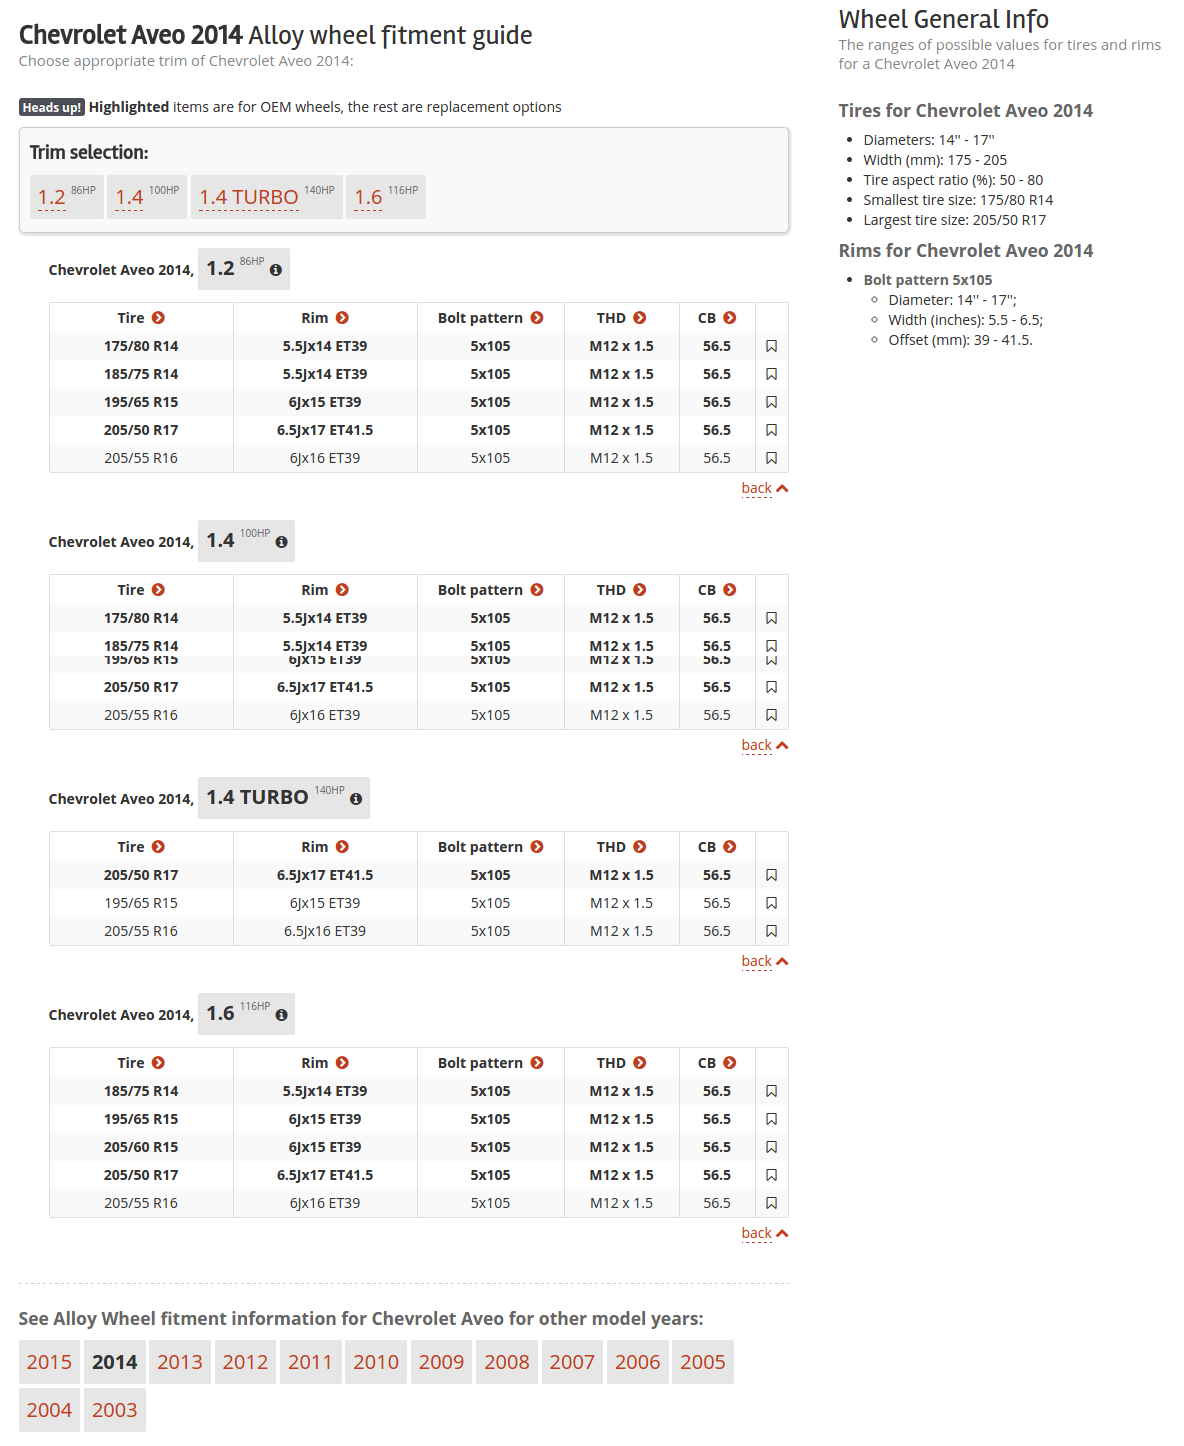 Chevrolet Aveo 2014 Alloy wheel fitment guide
Choose appropriate trim of Chevrolet Aveo 2014:
Heads up! Highlighted items are for OEM wheels, the rest are replacement options
Trim selection:
1.2 86HP 1.4 100HP 1.4 TURBO 140HP 1.6 116HP
Chevrolet Aveo 2014, 1.2 86HP
Tire Rim Bolt pattern THD CB
175/80 R14 5.5Jx14 ET39 5x105 M12 x 1.5 56.5
185/75 R14 5.5Jx14 ET39 5x105 M12 x 1.5 56.5
195/65 R15 6Jx15 ET39 5x105 M12 x 1.5 56.5
205/50 R17 6.5Jx17 ET41.5 5x105 M12 x 1.5 56.5
205/55 R16 6Jx16 ET39 5x105 M12 x 1.5 56.5
back
Chevrolet Aveo 2014, 1.4 100HP
Tire Rim Bolt pattern THD CB
175/80 R14 5.5Jx14 ET39 5x105 M12 x 1.5 56.5
185/75 R14 5.5Jx14 ET39 5x105 M12 x 1.5 56.5
195/65 R15 6Jx15 ET39 5x105 M12 x 1.5 56.5
205/50 R17 6.5Jx17 ET41.5 5x105 M12 x 1.5 56.5
205/55 R16 6Jx16 ET39 5x105 M12 x 1.5 56.5
back
Chevrolet Aveo 2014, 1.4 TURBO 140HP
Tire Rim Bolt pattern THD CB
205/50 R17 6.5Jx17 ET41.5 5x105 M12 x 1.5 56.5
195/65 R15 6Jx15 ET39 5x105 M12 x 1.5 56.5
205/55 R16 6.5Jx16 ET39 5x105 M12 x 1.5 56.5
back
Chevrolet Aveo 2014, 1.6 116HP
Tire Rim Bolt pattern THD CB
185/75 R14 5.5Jx14 ET39 5x105 M12 x 1.5 56.5
195/65 R15 6Jx15 ET39 5x105 M12 x 1.5 56.5
205/60 R15 6Jx15 ET39 5x105 M12 x 1.5 56.5
205/50 R17 6.5Jx17 ET41.5 5x105 M12 x 1.5 56.5
205/55 R16 6Jx16 ET39 5x105 M12 x 1.5 56.5
back
See Alloy Wheel fitment information for Chevrolet Aveo for other model years:
2015 2014 2013 2012 2011 2010 2009 2008 2007 2006 2005
2004 2003
Wheel General Info
The ranges of possible values for tires and rims
for a Chevrolet Aveo 2014
Tires for Chevrolet Aveo 2014
Diameters: 14'' - 17''
Width (mm): 175 - 205
Tire aspect ratio (%): 50 - 80
Smallest tire size: 175/80 R14
Largest tire size: 205/50 R17
Rims for Chevrolet Aveo 2014
Bolt pattern 5x105
Diameter: 14'' - 17'';
Width (inches): 5.5 - 6.5;
Offset (mm): 39 - 41.5.